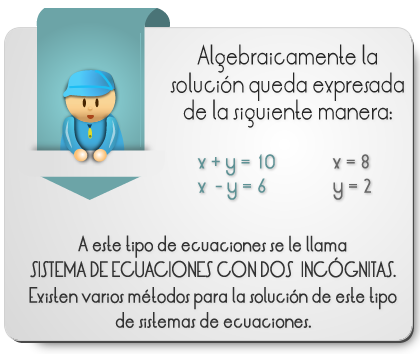 Algebraicamente la
solución queda expresada
de la siguiente manera:
x + y = 10 x = 8
x - y = 6 y = 2
A este tipo de ecuaciones se le llama
SISTEMA DE ECUACIONES CON DOS INCÓGNITAS.
Existen varios métodos para la solución de este tipo
de sistemas de ecuaciones.